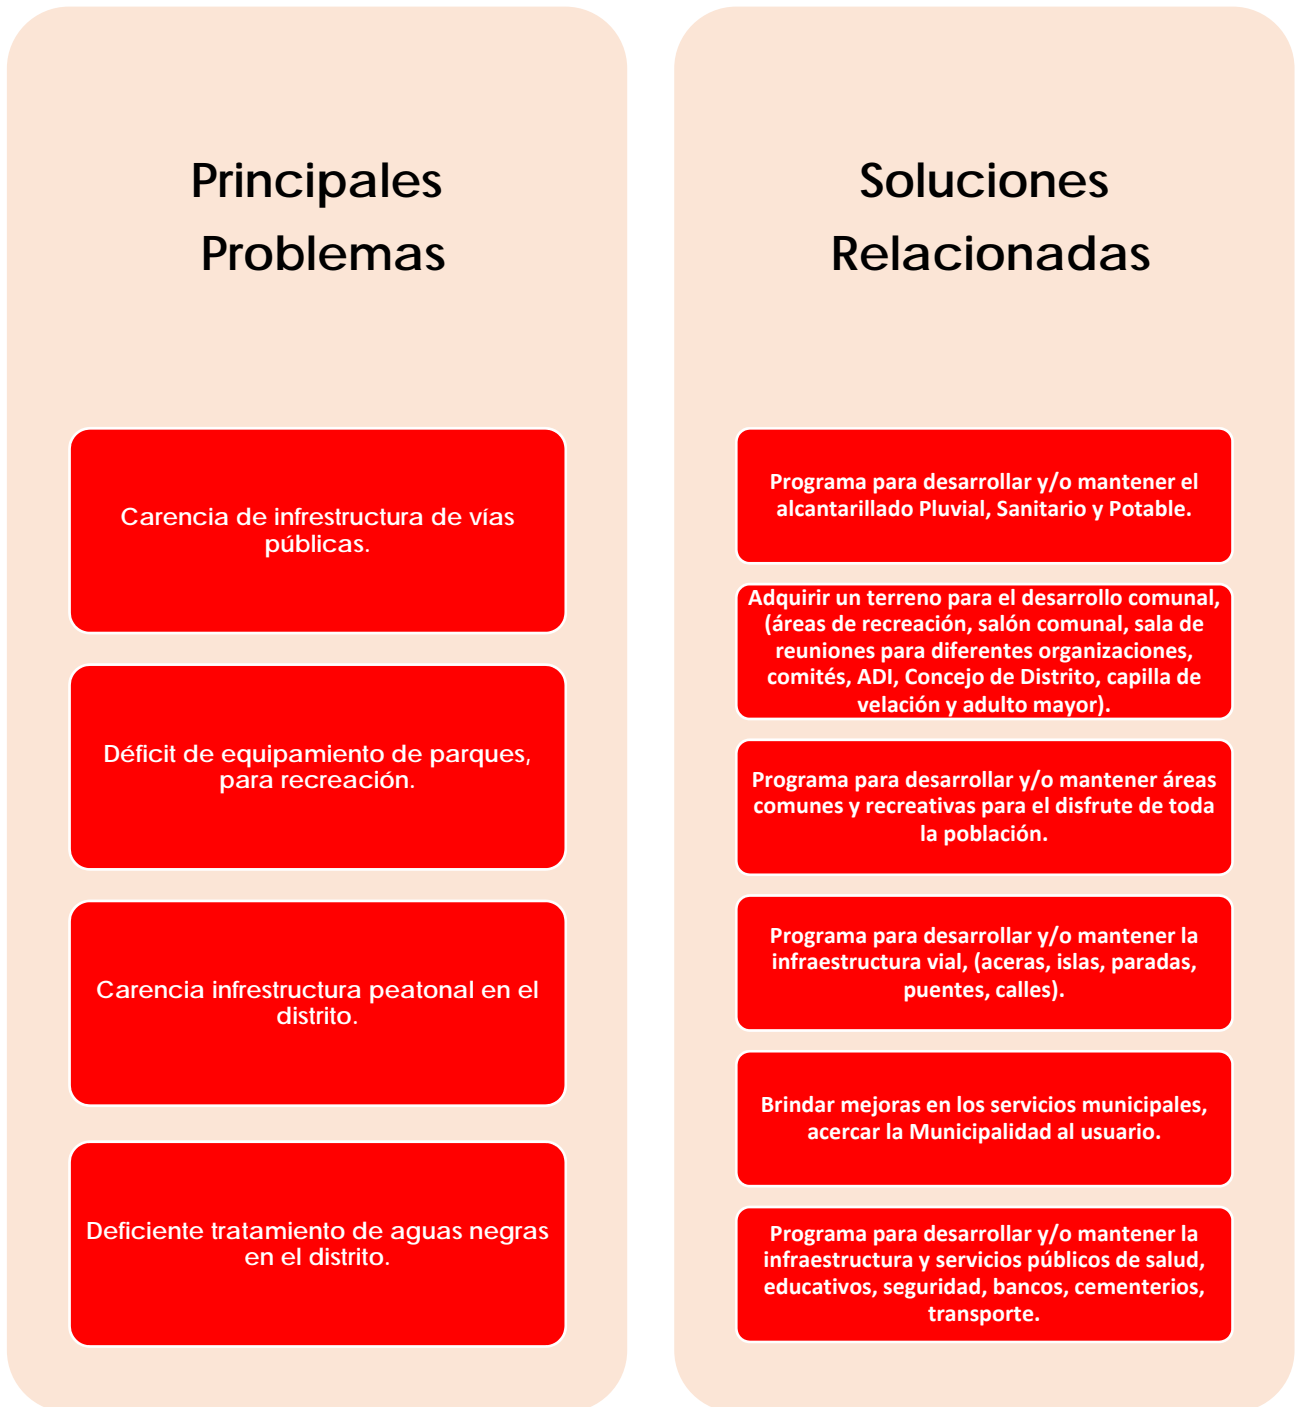 Principales
Problemas
Carencia de infrestructura de vías
públicas.
Déficit de equipamiento de parques,
para recreación.
Carencia infrestructura peatonal en el
distrito.
Deficiente tratamiento de aguas negras
en el distrito.
Soluciones
Relacionadas
Programa para desarrollar y/o mantener el
alcantarillado Pluvial, Sanitario y Potable.
Adquirir un terreno para el desarrollo comunal,
(áreas de recreación, salón comunal, sala de
reuniones para diferentes organizaciones,
comités, ADI, Concejo de Distrito, capilla de
velación y adulto mayor).
Programa para desarrollar y/o mantener áreas
comunes y recreativas para el disfrute de toda
la población.
Programa para desarrollar y/o mantener la
infraestructura vial, (aceras, islas, paradas,
puentes, calles).
Brindar mejoras en los servicios municipales,
acercar la Municipalidad al usuario.
Programa para desarrollar y/o mantener la
infraestructura y servicios públicos de salud,
educativos, seguridad, bancos, cementerios,
transporte.